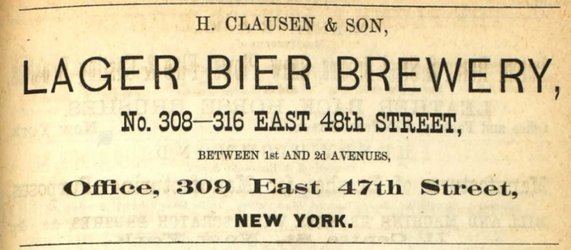 H. CLAUSEN & SON,
LAGER BIER BREWERY,
No. 308—316 EAST 48th STREET,
BETWEEN 1st AND 2d AVENUES,
Office, 309 East 47th Street,
NEW YORK.